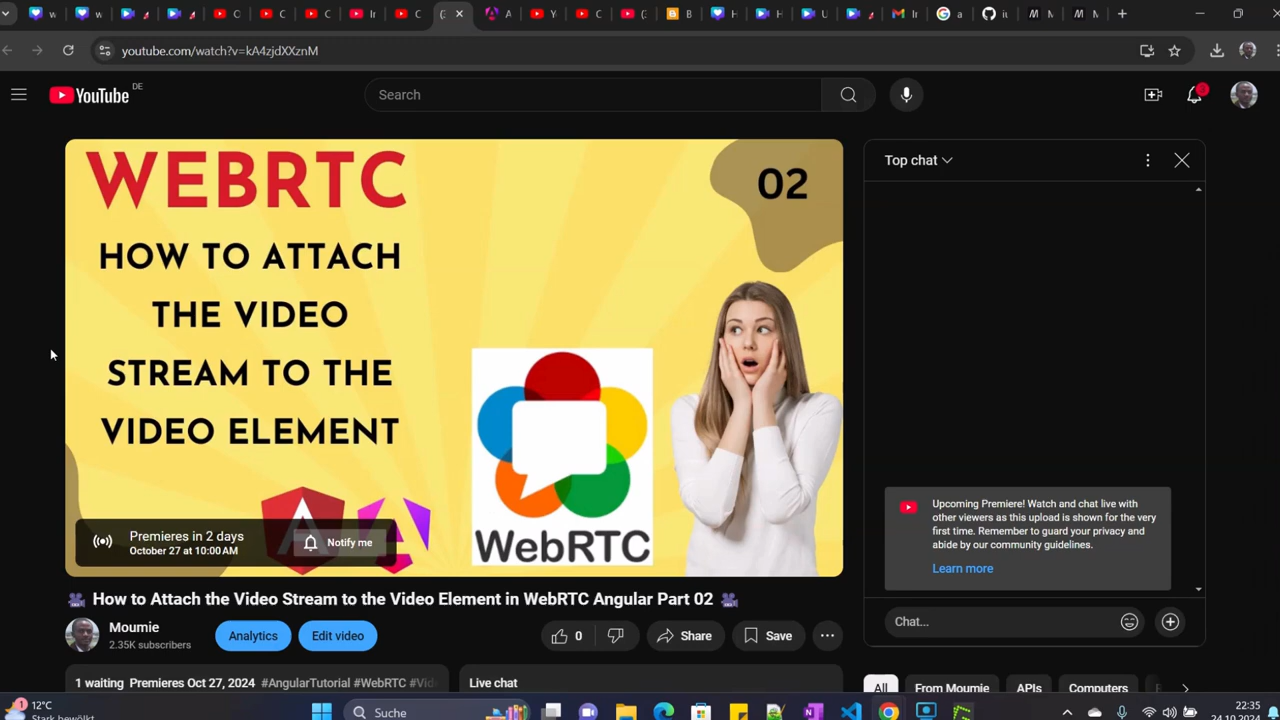 youtube.com/watch?v=kA4zjdXXznM
YouTube DE
Search
3
WEBRTC
02
HOW TO ATTACH
THE VIDEO
STREAM TO THE
VIDEO ELEMENT
WebRTC
Premieres in 2 days
October 27 at 10:00 AM
Notify me
Top chat
Upcoming Premiere! Watch and chat live with
other viewers as this upload is shown for the very
first time. Remember to guard your privacy and
abide by our community guidelines.
Learn more
Chat...
How to Attach the Video Stream to the Video Element in WebRTC Angular Part 02
Moumie
2.35K subscribers
Analytics
Edit video
0
Share
Save
1 waiting Premieres Oct 27, 2024 #AngularTutorial #WebRTC
Live chat
All
From Moumie
APIs
Computers
1
12°C
Stark bewölkt
Suche
22:35
24.10.2024